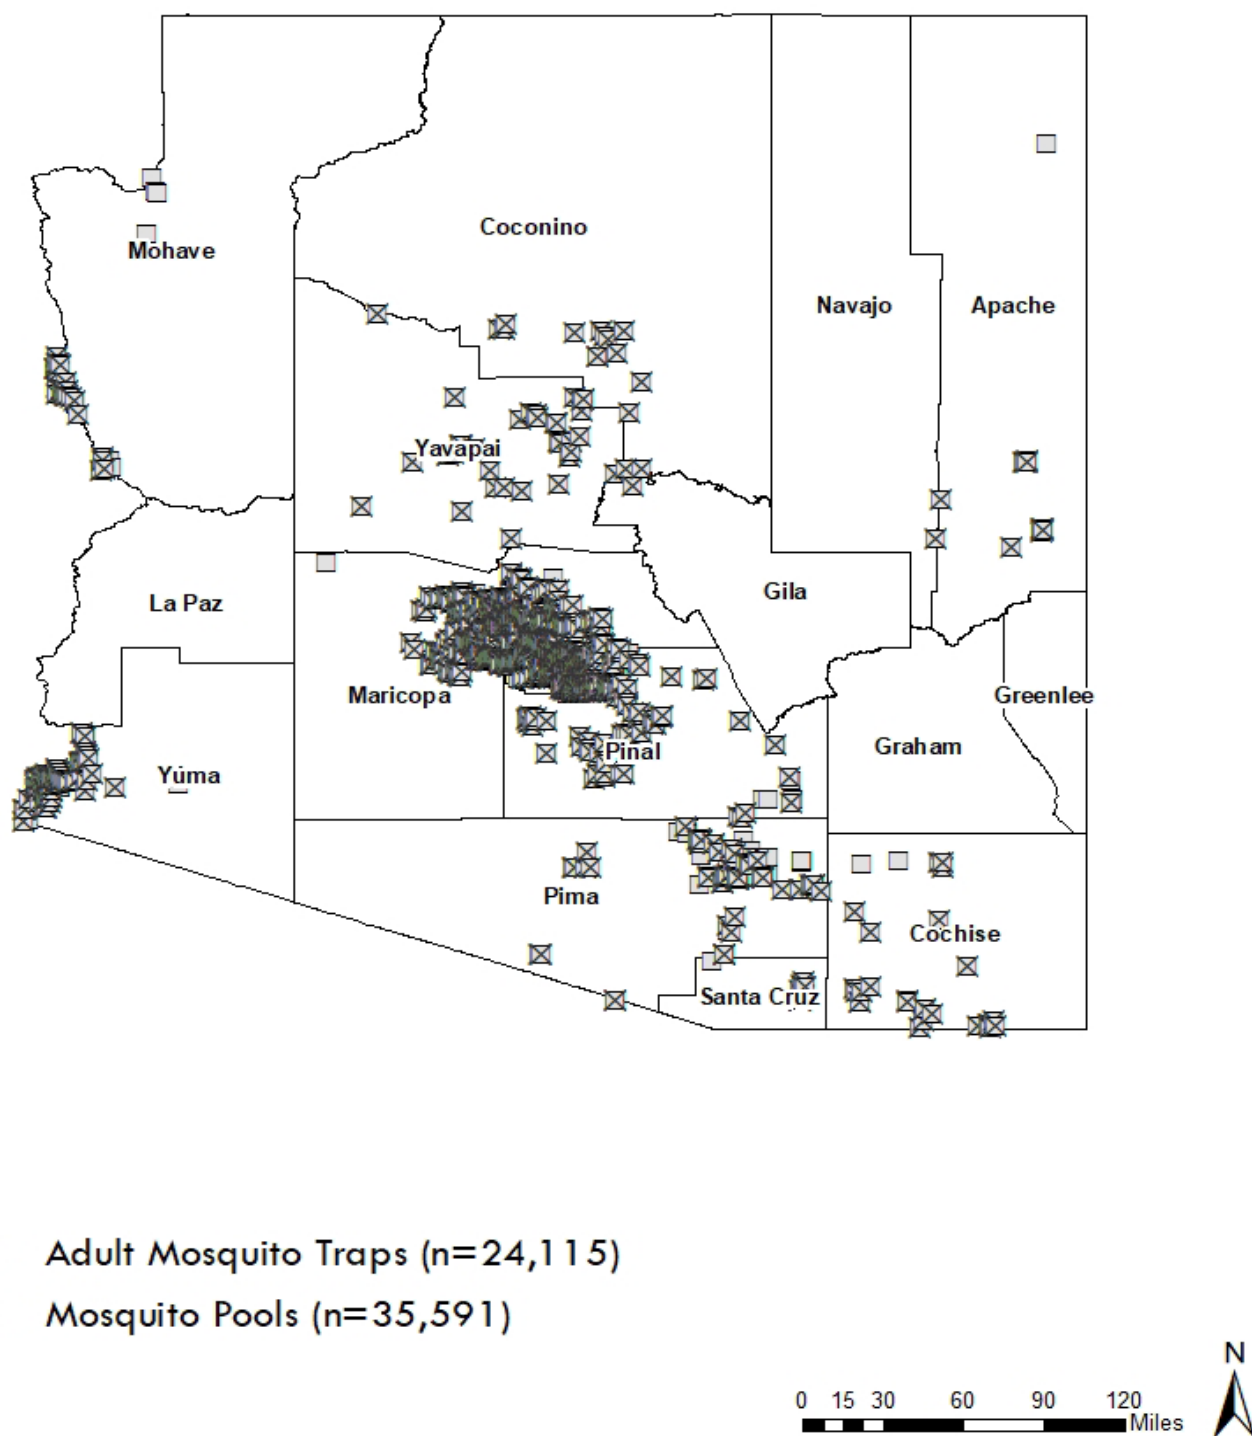 Coconino
Mohave
Navajo
Apache
Yavapai
La Paz
Gila
Maricopa
Greenlee
Graham
Pinal
Yuma
Pima
Cochise
Santa Cruz
Adult Mosquito Traps (n=24,115)
Mosquito Pools (n=35,591)
N
0 15 30 60 90 120
Miles